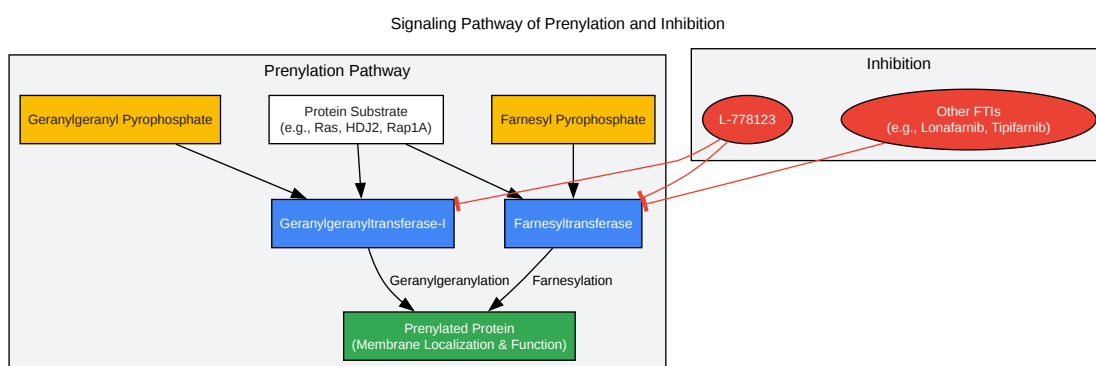 Signaling Pathway of Prenylation and Inhibition
Prenylation Pathway
Inhibition
Geranylgeranyl Pyrophosphate
Protein Substrate
(e.g., Ras, HDJ2, Rap1A)
Farnesyl Pyrophosphate
L-778123
Other FTIs
(e.g., Lonafarnib, Tipifarnib)
Geranylgeranyltransferase-I
Farnesyltransferase
Geranylgeranylation
Farnesylation
Prenylated Protein
(Membrane Localization & Function)